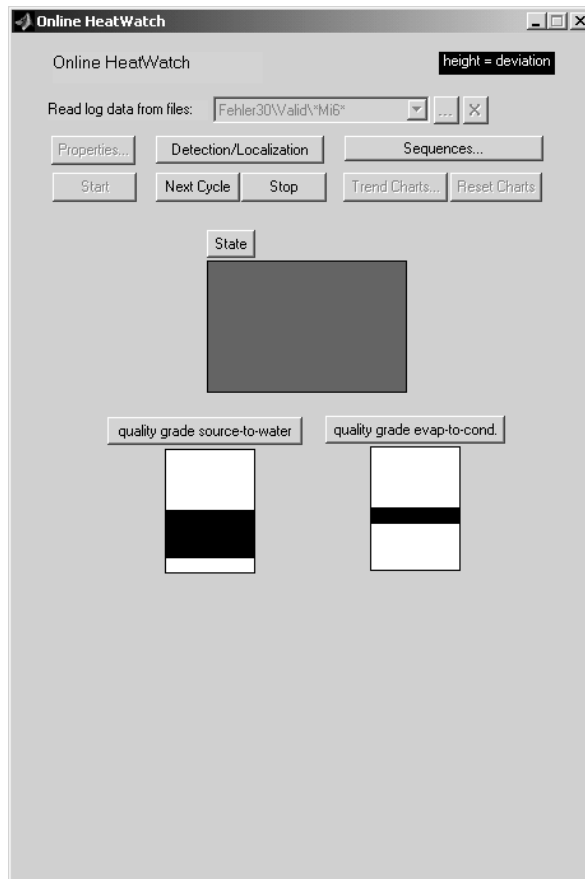 Online HeatWatch
Online HeatWatch
height = deviation
Read log data from files: Fehler30\Valid\*Mi6* ...
Properties... Detection/Localization Sequences...
Start Next Cycle Stop Trend Charts... Reset Charts
State
quality grade source-to-water quality grade evap-to-cond.